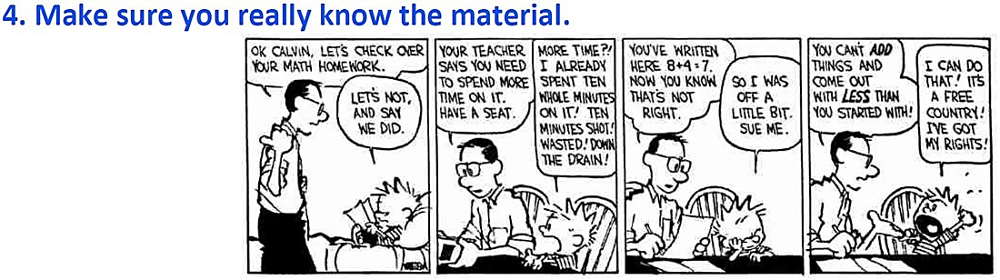 4. Make sure you really know the material.
OK CALVIN, LET'S CHECK OVER
YOUR MATH HOMEWORK.
LET'S NOT,
AND SAY
WE DID.
YOUR TEACHER
SAYS YOU NEED
TO SPEND MORE
TIME ON IT.
HAVE A SEAT.
MORE TIME?!
I ALREADY
SPENT TEN
WHOLE MINUTES
ON IT! TEN
MINUTES SHOT!
WASTED! DOWN
THE DRAIN!
YOU'VE WRITTEN
HERE 8+4=7.
NOW YOU KNOW
THAT'S NOT
RIGHT.
SO I WAS
OFF A
LITTLE BIT.
SUE ME.
YOU CAN'T ADD
THINGS AND
COME OUT
WITH LESS THAN
YOU STARTED WITH!
I CAN DO
THAT! IT'S
A FREE
COUNTRY!
I'VE GOT
MY RIGHTS!